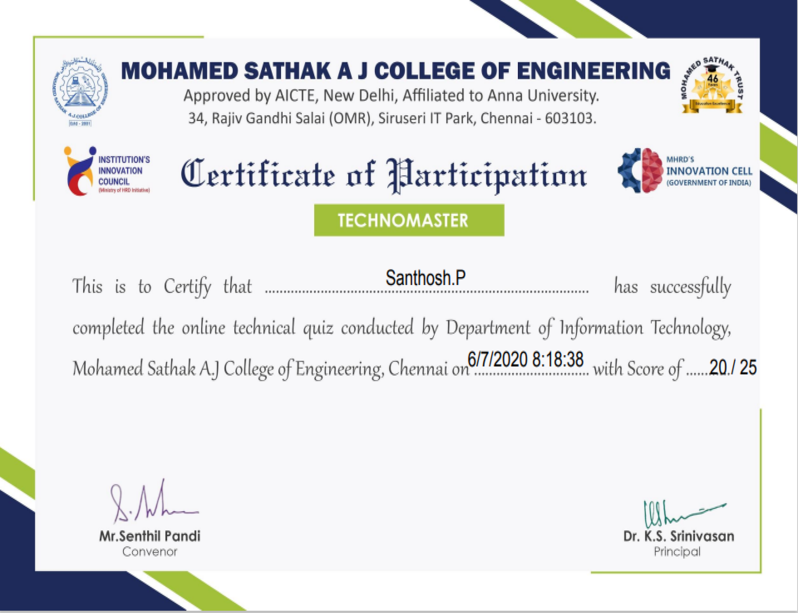 MOHAMED SATHAK A J COLLEGE OF ENGINEERING
Approved by AICTE, New Delhi, Affiliated to Anna University.
34, Rajiv Gandhi Salai (OMR), Siruseri IT Park, Chennai - 603103.
MOHAMED SATHAK TRUST
46
INSTITUTION'S
INNOVATION
COUNCIL
(Ministry of HRD Initiative)
Certificate of Participation
MHRD'S
INNOVATION CELL
(GOVERNMENT OF INDIA)
TECHNOMASTER
This is to Certify that ........ Santhosh.P ........ has successfully
completed the online technical quiz conducted by Department of Information Technology,
Mohamed Sathak A.J College of Engineering, Chennai on 6/7/2020 8:18:38 with Score of ......20./ 25
Mr.Senthil Pandi
Convenor
Dr. K.S. Srinivasan
Principal